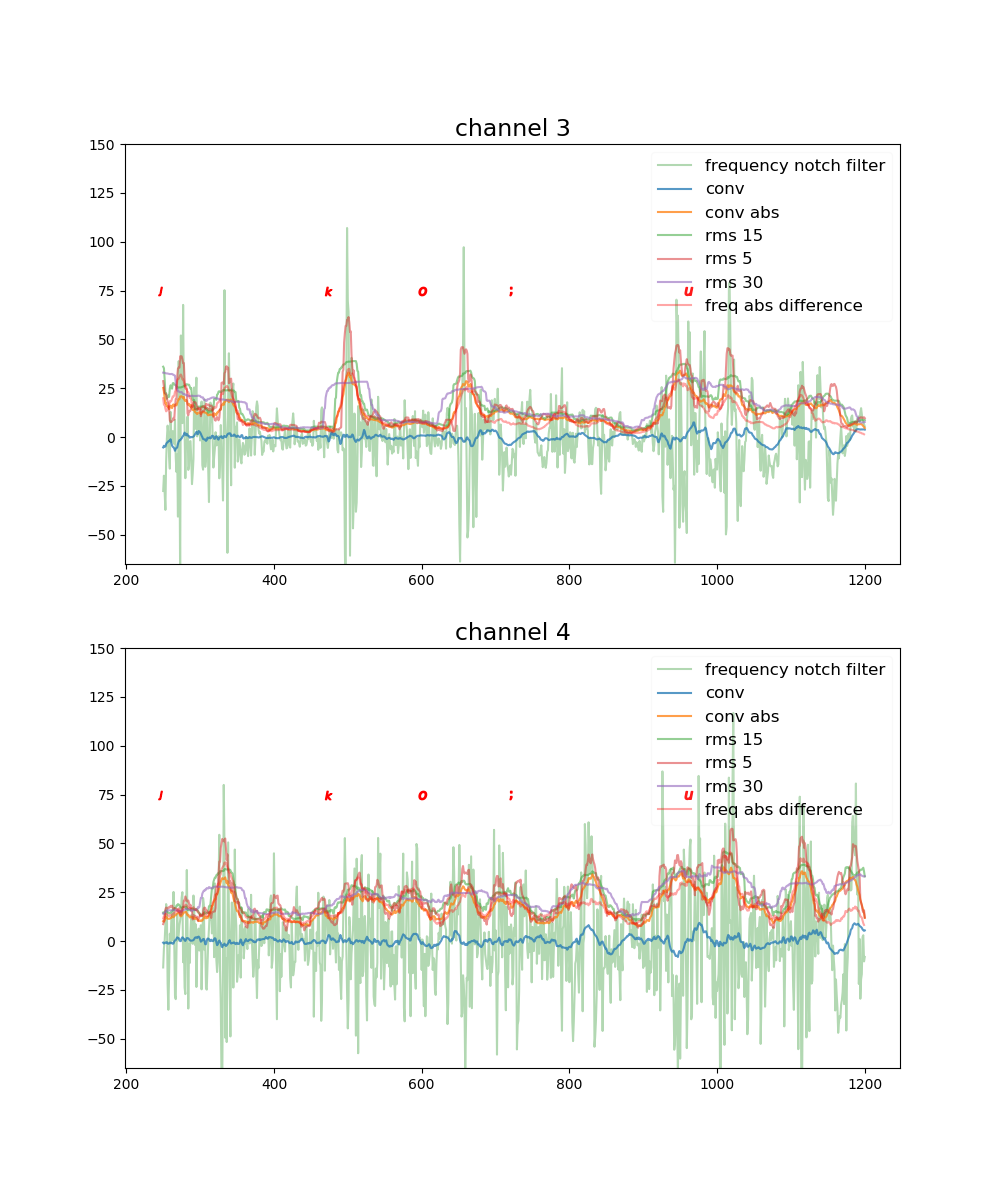 channel 3
150
125
100
75
50
25
0
−25
−50
frequency notch filter
conv
conv abs
rms 15
rms 5
rms 30
freq abs difference
J k o ; u
200 400 600 800 1000 1200
channel 4
150
125
100
75
50
25
0
−25
−50
frequency notch filter
conv
conv abs
rms 15
rms 5
rms 30
freq abs difference
J k o ; u
200 400 600 800 1000 1200